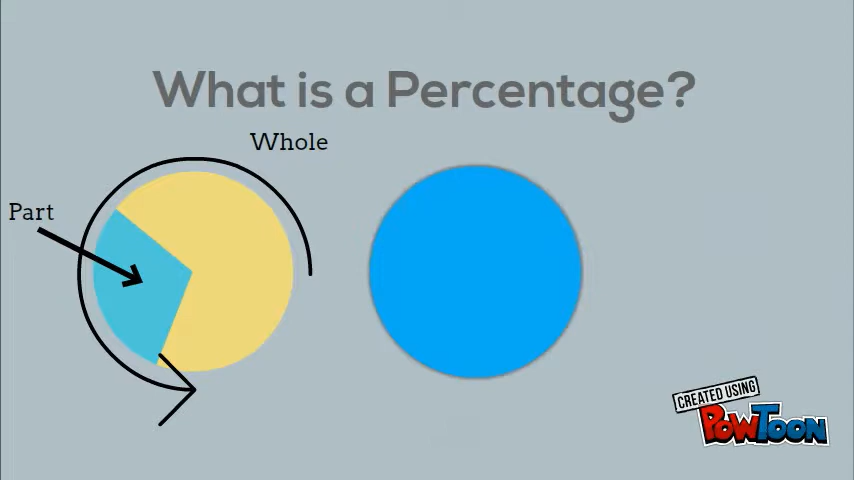 What is a Percentage?
Whole
Part
CREATED USING
POWTOON